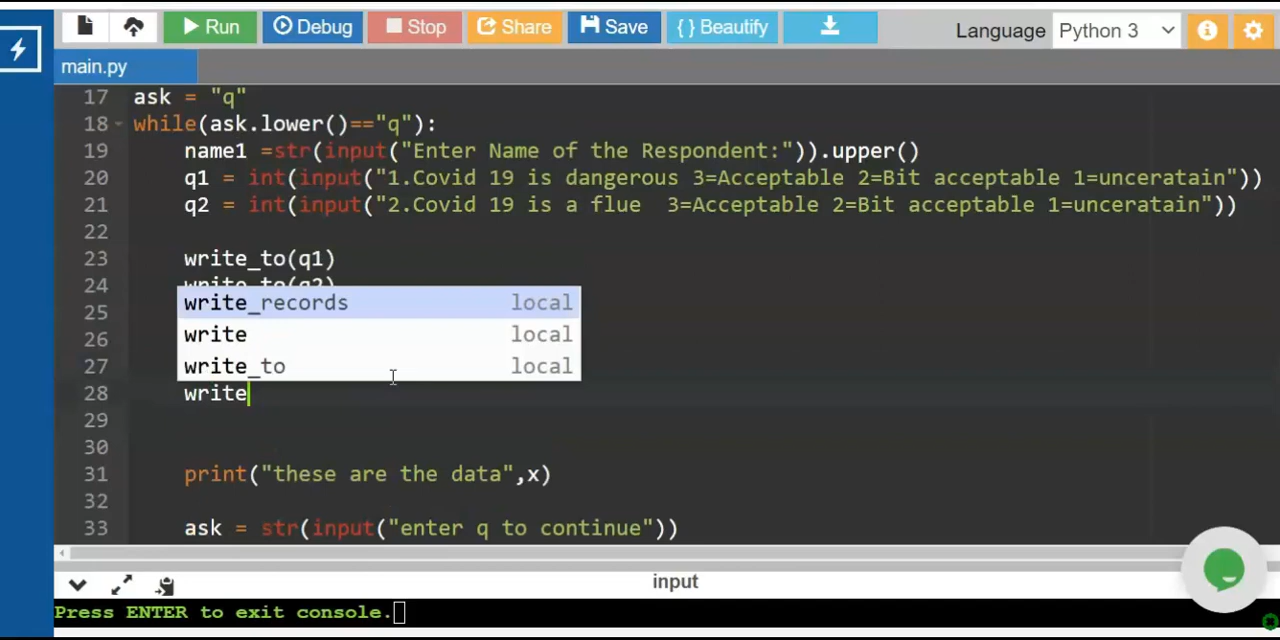 Run Debug Stop Share Save { } Beautify Language Python 3
main.py
17 ask = "q"
18 while(ask.lower()=="q"):
19 name1 =str(input("Enter Name of the Respondent:")).upper()
20 q1 = int(input("1.Covid 19 is dangerous 3=Acceptable 2=Bit acceptable 1=unceratain"))
21 q2 = int(input("2.Covid 19 is a flue  3=Acceptable 2=Bit acceptable 1=unceratain"))
22
23 write_to(q1)
24 write_to(q2)
25 write_records local
26 write local
27 write_to local
28 write
29
30
31 print("these are the data",x)
32
33 ask = str(input("enter q to continue"))
input
Press ENTER to exit console.